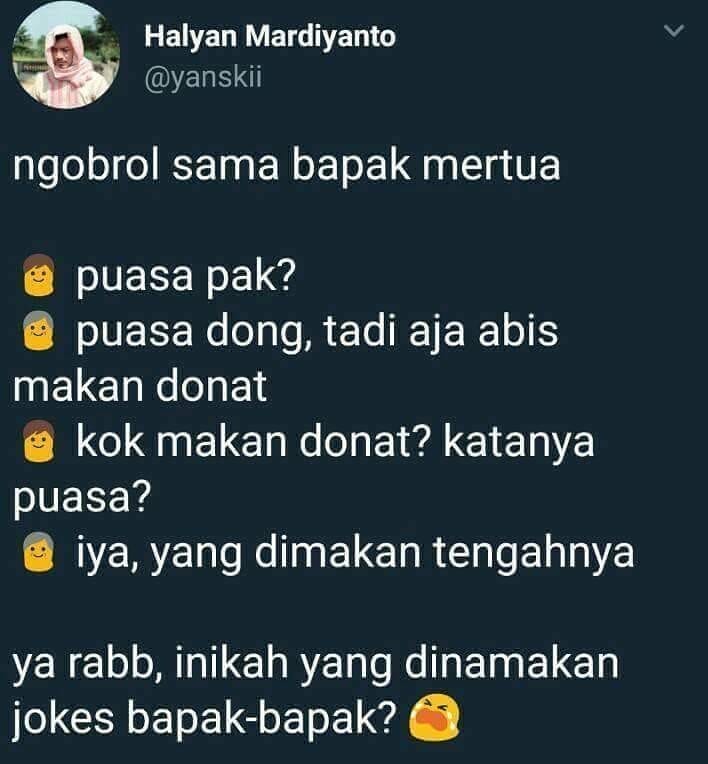 Halyan Mardiyanto
@yanskii
ngobrol sama bapak mertua
👩 puasa pak?
👵 puasa dong, tadi aja abis
makan donat
👩 kok makan donat? katanya
puasa?
👵 iya, yang dimakan tengahnya
ya rabb, inikah yang dinamakan
jokes bapak-bapak? 😭